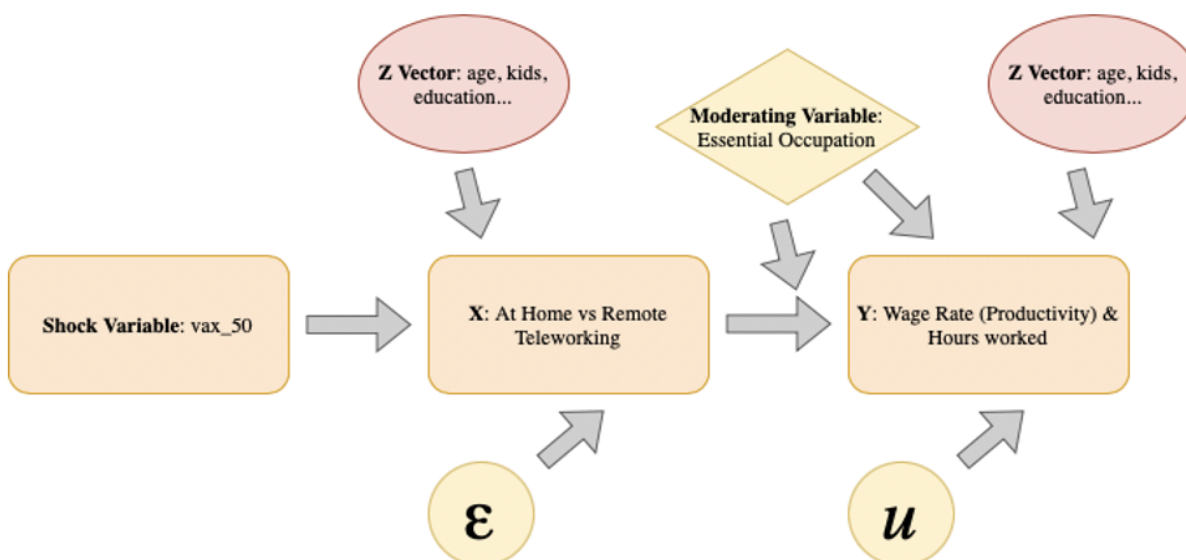 Z Vector: age, kids,
education...
Moderating Variable:
Essential Occupation
Z Vector: age, kids,
education...
Shock Variable: vax_50
X: At Home vs Remote
Teleworking
Y: Wage Rate (Productivity) &
Hours worked
ε
u